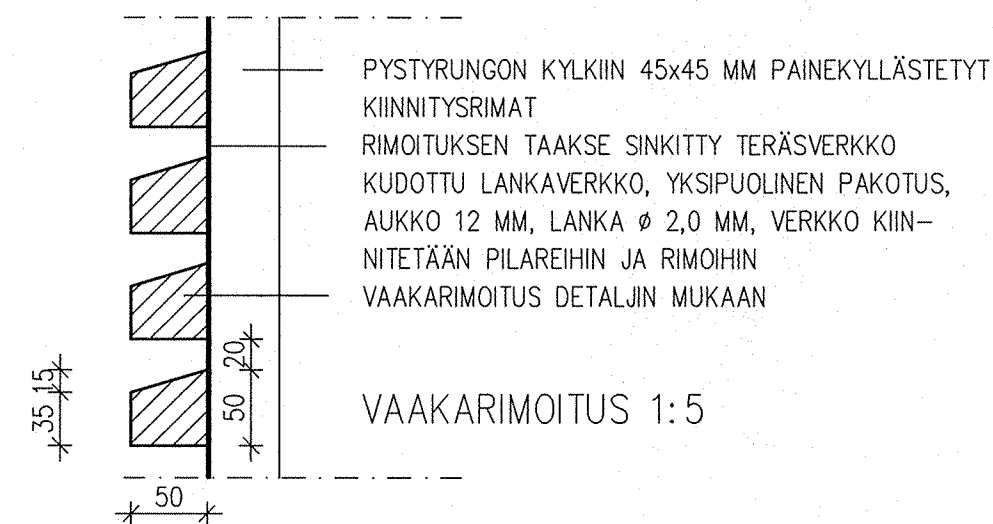 PYSTYRUNGON KYLKIIN 45x45 MM PAINEKYLLÄSTETYT
KIINNITYSRIMAT
RIMOITUKSEN TAAKSE SINKITTY TERÄSVERKKO
KUDOTTU LANKAVERKKO, YKSIPUOLINEN PAKOTUS,
AUKKO 12 MM, LANKA ø 2,0 MM, VERKKO KIIN-
NITETÄÄN PILAREIHIN JA RIMOIHIN
VAAKARIMOITUS DETALJIN MUKAAN
20
15
35
50
VAAKARIMOITUS 1:5
50